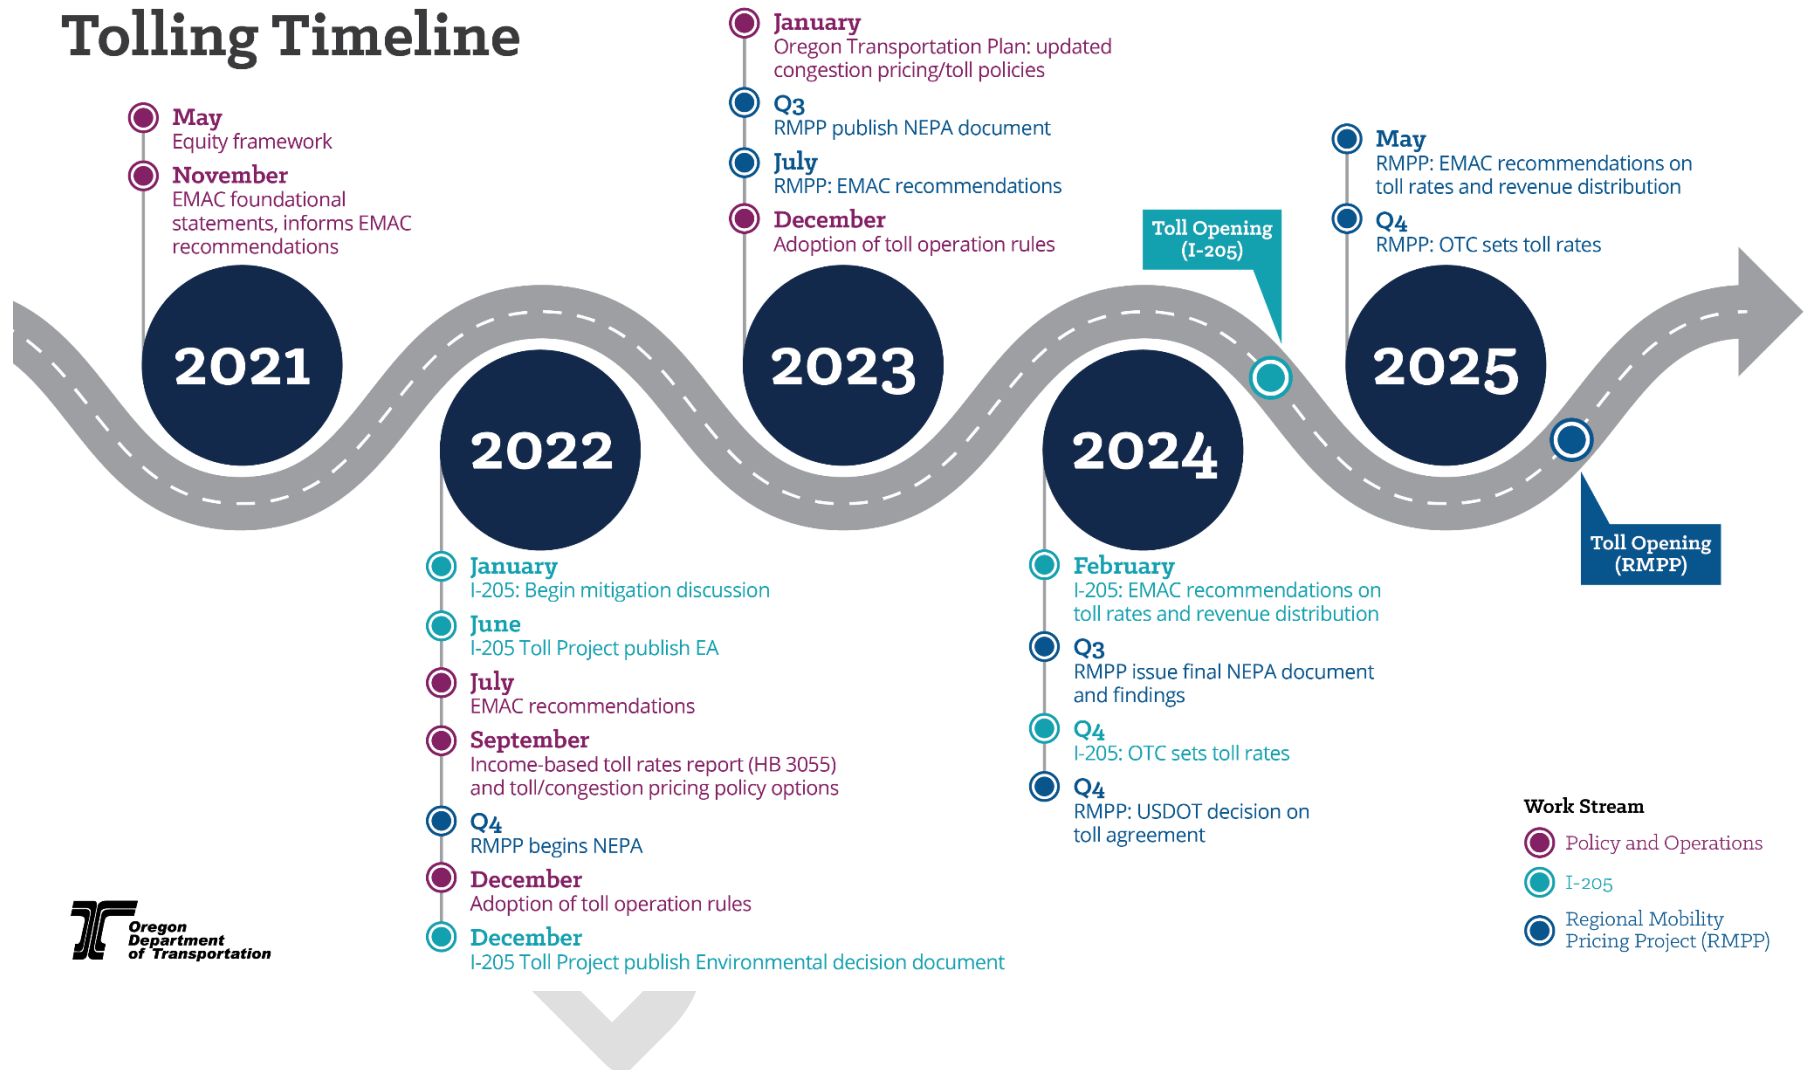 Tolling Timeline
May
Equity framework
November
EMAC foundational
statements, informs EMAC
recommendations
2021
January
I-205: Begin mitigation discussion
June
I-205 Toll Project publish EA
July
EMAC recommendations
September
Income-based toll rates report (HB 3055)
and toll/congestion pricing policy options
Q4
RMPP begins NEPA
December
Adoption of toll operation rules
December
I-205 Toll Project publish Environmental decision document
2022
January
Oregon Transportation Plan: updated
congestion pricing/toll policies
Q3
RMPP publish NEPA document
July
RMPP: EMAC recommendations
December
Adoption of toll operation rules
2023
2024
February
I-205: EMAC recommendations on
toll rates and revenue distribution
Q3
RMPP issue final NEPA document
and findings
Q4
I-205: OTC sets toll rates
Q4
RMPP: USDOT decision on
toll agreement
Toll Opening
(I-205)
May
RMPP: EMAC recommendations on
toll rates and revenue distribution
Q4
RMPP: OTC sets toll rates
2025
Toll Opening
(RMPP)
Work Stream
Policy and Operations
I-205
Regional Mobility
Pricing Project (RMPP)
Oregon
Department
of Transportation